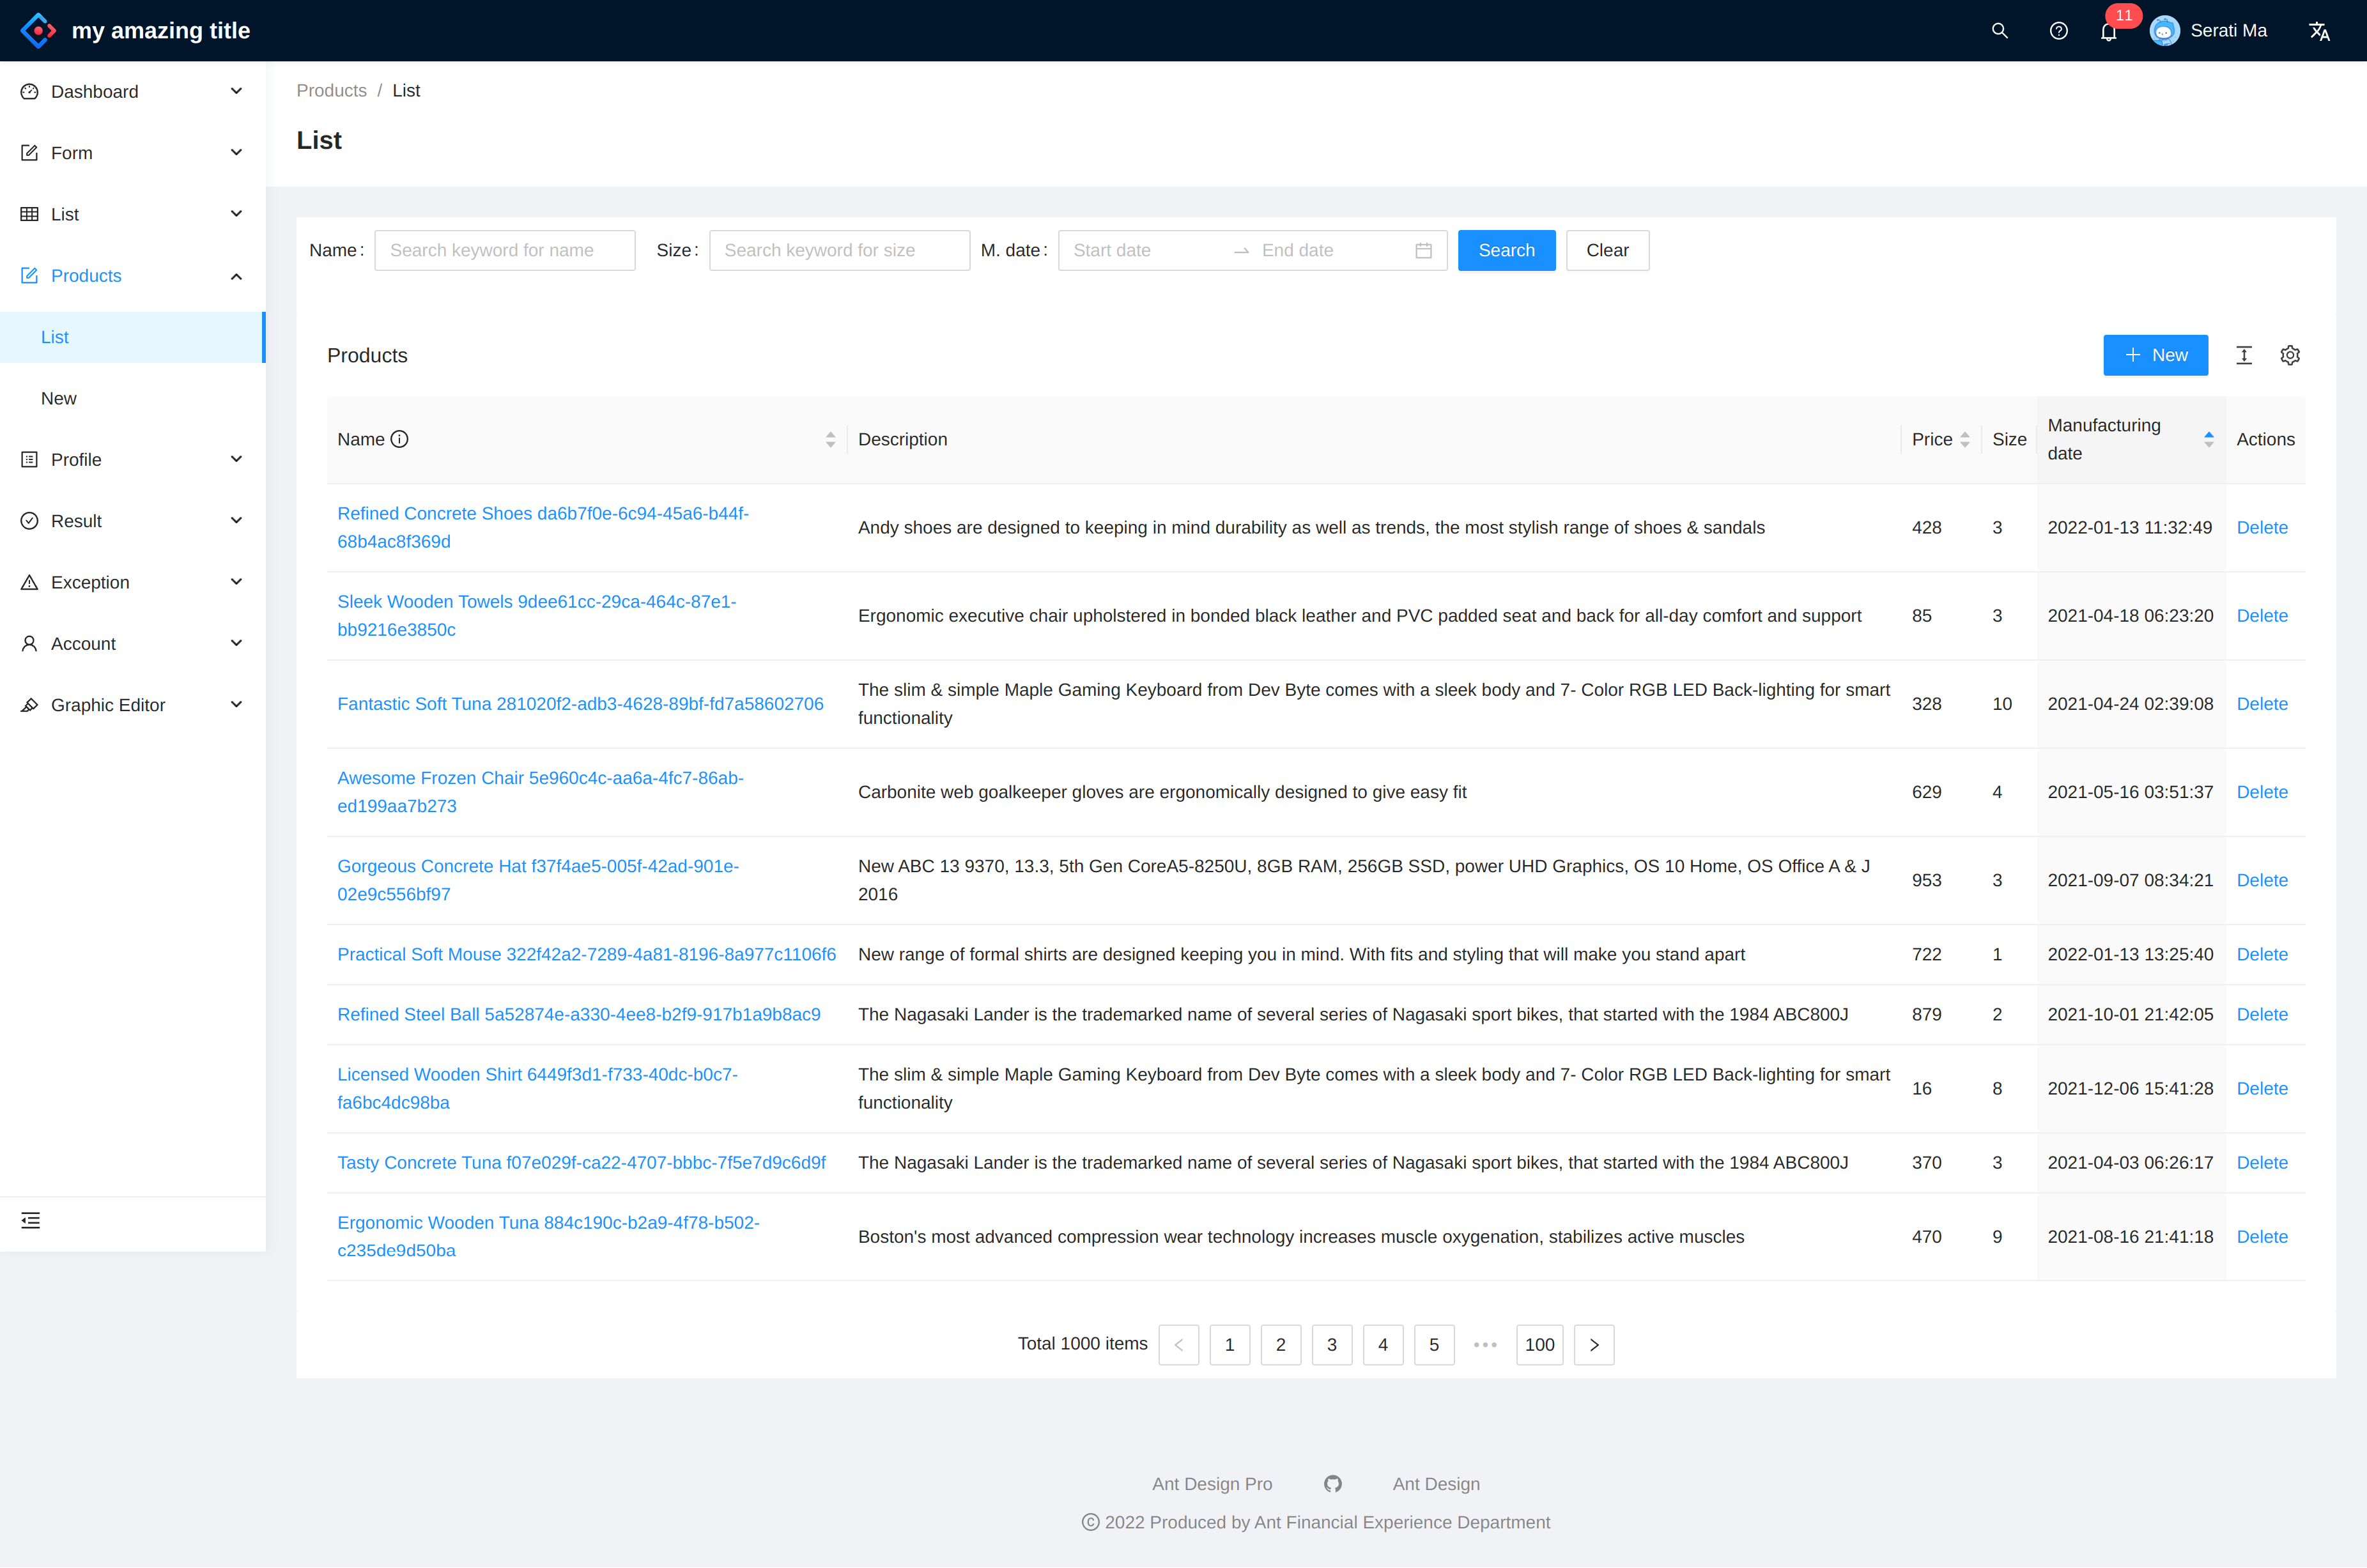 my amazing title
11
Serati Ma
Dashboard
Form
List
Products
List
New
Profile
Result
Exception
Account
Graphic Editor
Products / List
List
Name: Search keyword for name Size: Search keyword for size M. date: Start date End date Search Clear
Products
New
Name Description Price Size Manufacturing date Actions
Refined Concrete Shoes da6b7f0e-6c94-45a6-b44f-
68b4ac8f369d
Andy shoes are designed to keeping in mind durability as well as trends, the most stylish range of shoes & sandals
428 3 2022-01-13 11:32:49 Delete
Sleek Wooden Towels 9dee61cc-29ca-464c-87e1-
bb9216e3850c
Ergonomic executive chair upholstered in bonded black leather and PVC padded seat and back for all-day comfort and support
85 3 2021-04-18 06:23:20 Delete
Fantastic Soft Tuna 281020f2-adb3-4628-89bf-fd7a58602706
The slim & simple Maple Gaming Keyboard from Dev Byte comes with a sleek body and 7- Color RGB LED Back-lighting for smart
functionality
328 10 2021-04-24 02:39:08 Delete
Awesome Frozen Chair 5e960c4c-aa6a-4fc7-86ab-
ed199aa7b273
Carbonite web goalkeeper gloves are ergonomically designed to give easy fit
629 4 2021-05-16 03:51:37 Delete
Gorgeous Concrete Hat f37f4ae5-005f-42ad-901e-
02e9c556bf97
New ABC 13 9370, 13.3, 5th Gen CoreA5-8250U, 8GB RAM, 256GB SSD, power UHD Graphics, OS 10 Home, OS Office A & J
2016
953 3 2021-09-07 08:34:21 Delete
Practical Soft Mouse 322f42a2-7289-4a81-8196-8a977c1106f6
New range of formal shirts are designed keeping you in mind. With fits and styling that will make you stand apart
722 1 2022-01-13 13:25:40 Delete
Refined Steel Ball 5a52874e-a330-4ee8-b2f9-917b1a9b8ac9
The Nagasaki Lander is the trademarked name of several series of Nagasaki sport bikes, that started with the 1984 ABC800J
879 2 2021-10-01 21:42:05 Delete
Licensed Wooden Shirt 6449f3d1-f733-40dc-b0c7-
fa6bc4dc98ba
The slim & simple Maple Gaming Keyboard from Dev Byte comes with a sleek body and 7- Color RGB LED Back-lighting for smart
functionality
16 8 2021-12-06 15:41:28 Delete
Tasty Concrete Tuna f07e029f-ca22-4707-bbbc-7f5e7d9c6d9f
The Nagasaki Lander is the trademarked name of several series of Nagasaki sport bikes, that started with the 1984 ABC800J
370 3 2021-04-03 06:26:17 Delete
Ergonomic Wooden Tuna 884c190c-b2a9-4f78-b502-
c235de9d50ba
Boston's most advanced compression wear technology increases muscle oxygenation, stabilizes active muscles
470 9 2021-08-16 21:41:18 Delete
Total 1000 items 1 2 3 4 5 ••• 100
Ant Design Pro Ant Design
© 2022 Produced by Ant Financial Experience Department